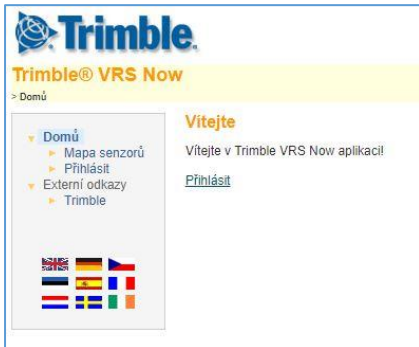 Trimble.
Trimble® VRS Now
> Domů
Domů
Mapa senzorů
Přihlásit
Externí odkazy
Trimble
Vítejte
Vítejte v Trimble VRS Now aplikaci!
Přihlásit